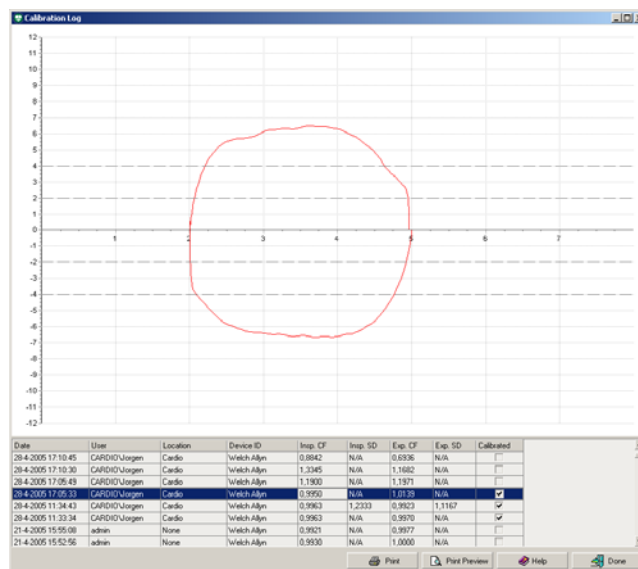 Calibration Log
12
11
10
9
8
7
6
5
4
3
2
1
0
1 2 3 4 5 6 7
-1
-2
-3
-4
-5
-6
-7
-8
-9
-10
-11
-12
Date User Location Device ID Insp. CF Insp. SD Exp. CF Exp. SD Calibrated
28-4-2005 17:10:45 CARDIO\Jorgen Cardio Welch Allyn 0,8842 N/A 0,6936 N/A
28-4-2005 17:10:30 CARDIO\Jorgen Cardio Welch Allyn 1,3345 N/A 1,1682 N/A
28-4-2005 17:05:49 CARDIO\Jorgen Cardio Welch Allyn 1,1900 N/A 1,1971 N/A
28-4-2005 17:05:33 CARDIO\Jorgen Cardio Welch Allyn 0,9950 N/A 1,0139 N/A
28-4-2005 11:34:43 CARDIO\Jorgen Cardio Welch Allyn 0,9963 1,2333 0,9923 1,1167
28-4-2005 11:33:34 CARDIO\Jorgen Cardio Welch Allyn 0,9963 N/A 0,9970 N/A
21-4-2005 15:55:08 admin None Welch Allyn 0,9921 N/A 0,9977 N/A
21-4-2005 15:52:56 admin None Welch Allyn 0,9930 N/A 1,0000 N/A
Print Print Preview Help Done